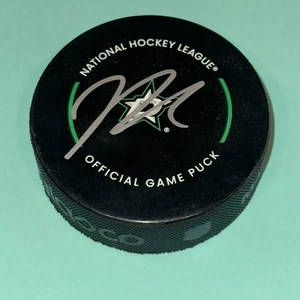 NATIONAL HOCKEY LEAGUE®
OFFICIAL GAME PUCK